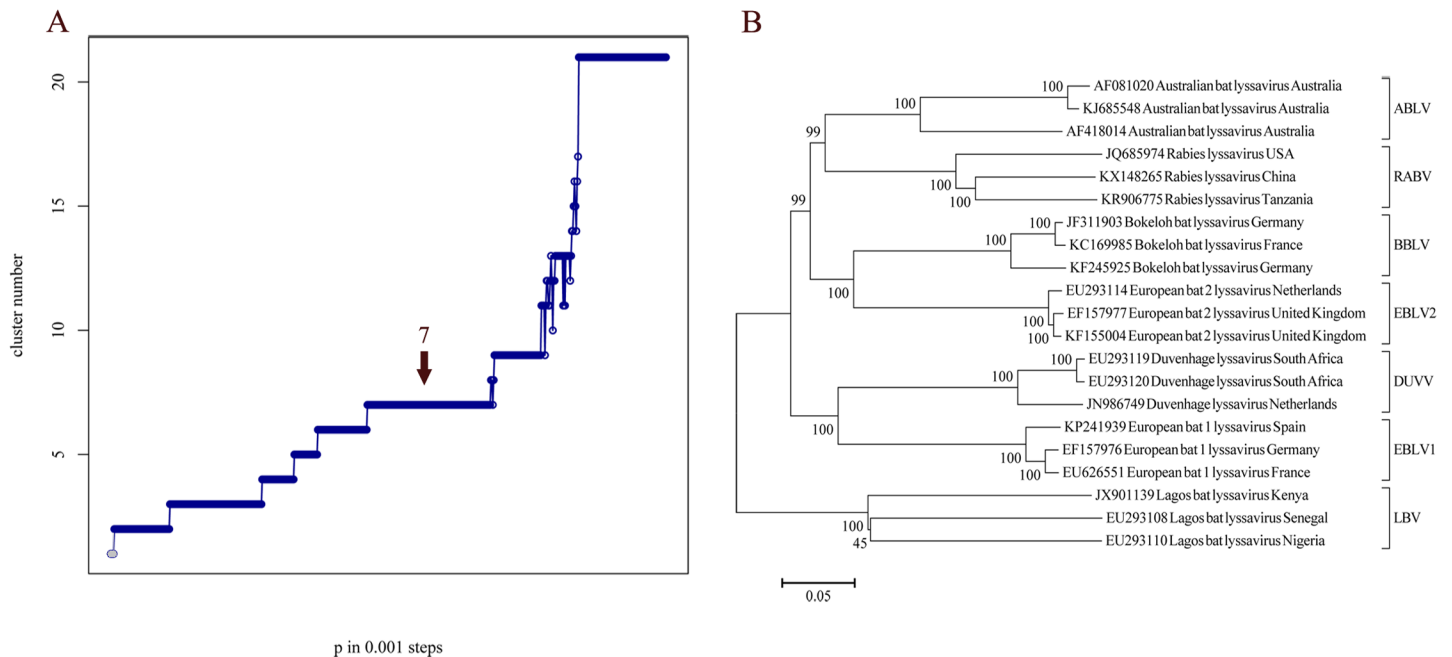 A
20
15
10
5
cluster number
7
p in 0.001 steps
B
100
AF081020 Australian bat lyssavirus Australia
100
KJ685548 Australian bat lyssavirus Australia
ABLV
99
AF418014 Australian bat lyssavirus Australia
JQ685974 Rabies lyssavirus USA
100
KX148265 Rabies lyssavirus China
RABV
99
100
KR906775 Rabies lyssavirus Tanzania
100
JF311903 Bokeloh bat lyssavirus Germany
100
KC169985 Bokeloh bat lyssavirus France
BBLV
KF245925 Bokeloh bat lyssavirus Germany
100
EU293114 European bat 2 lyssavirus Netherlands
100
EF157977 European bat 2 lyssavirus United Kingdom
EBLV2
100
KF155004 European bat 2 lyssavirus United Kingdom
100
EU293119 Duvenhage lyssavirus South Africa
100
EU293120 Duvenhage lyssavirus South Africa
DUVV
JN986749 Duvenhage lyssavirus Netherlands
100
KP241939 European bat 1 lyssavirus Spain
100
EF157976 European bat 1 lyssavirus Germany
EBLV1
100
EU626551 European bat 1 lyssavirus France
JX901139 Lagos bat lyssavirus Kenya
100
EU293108 Lagos bat lyssavirus Senegal
LBV
45
EU293110 Lagos bat lyssavirus Nigeria
0.05